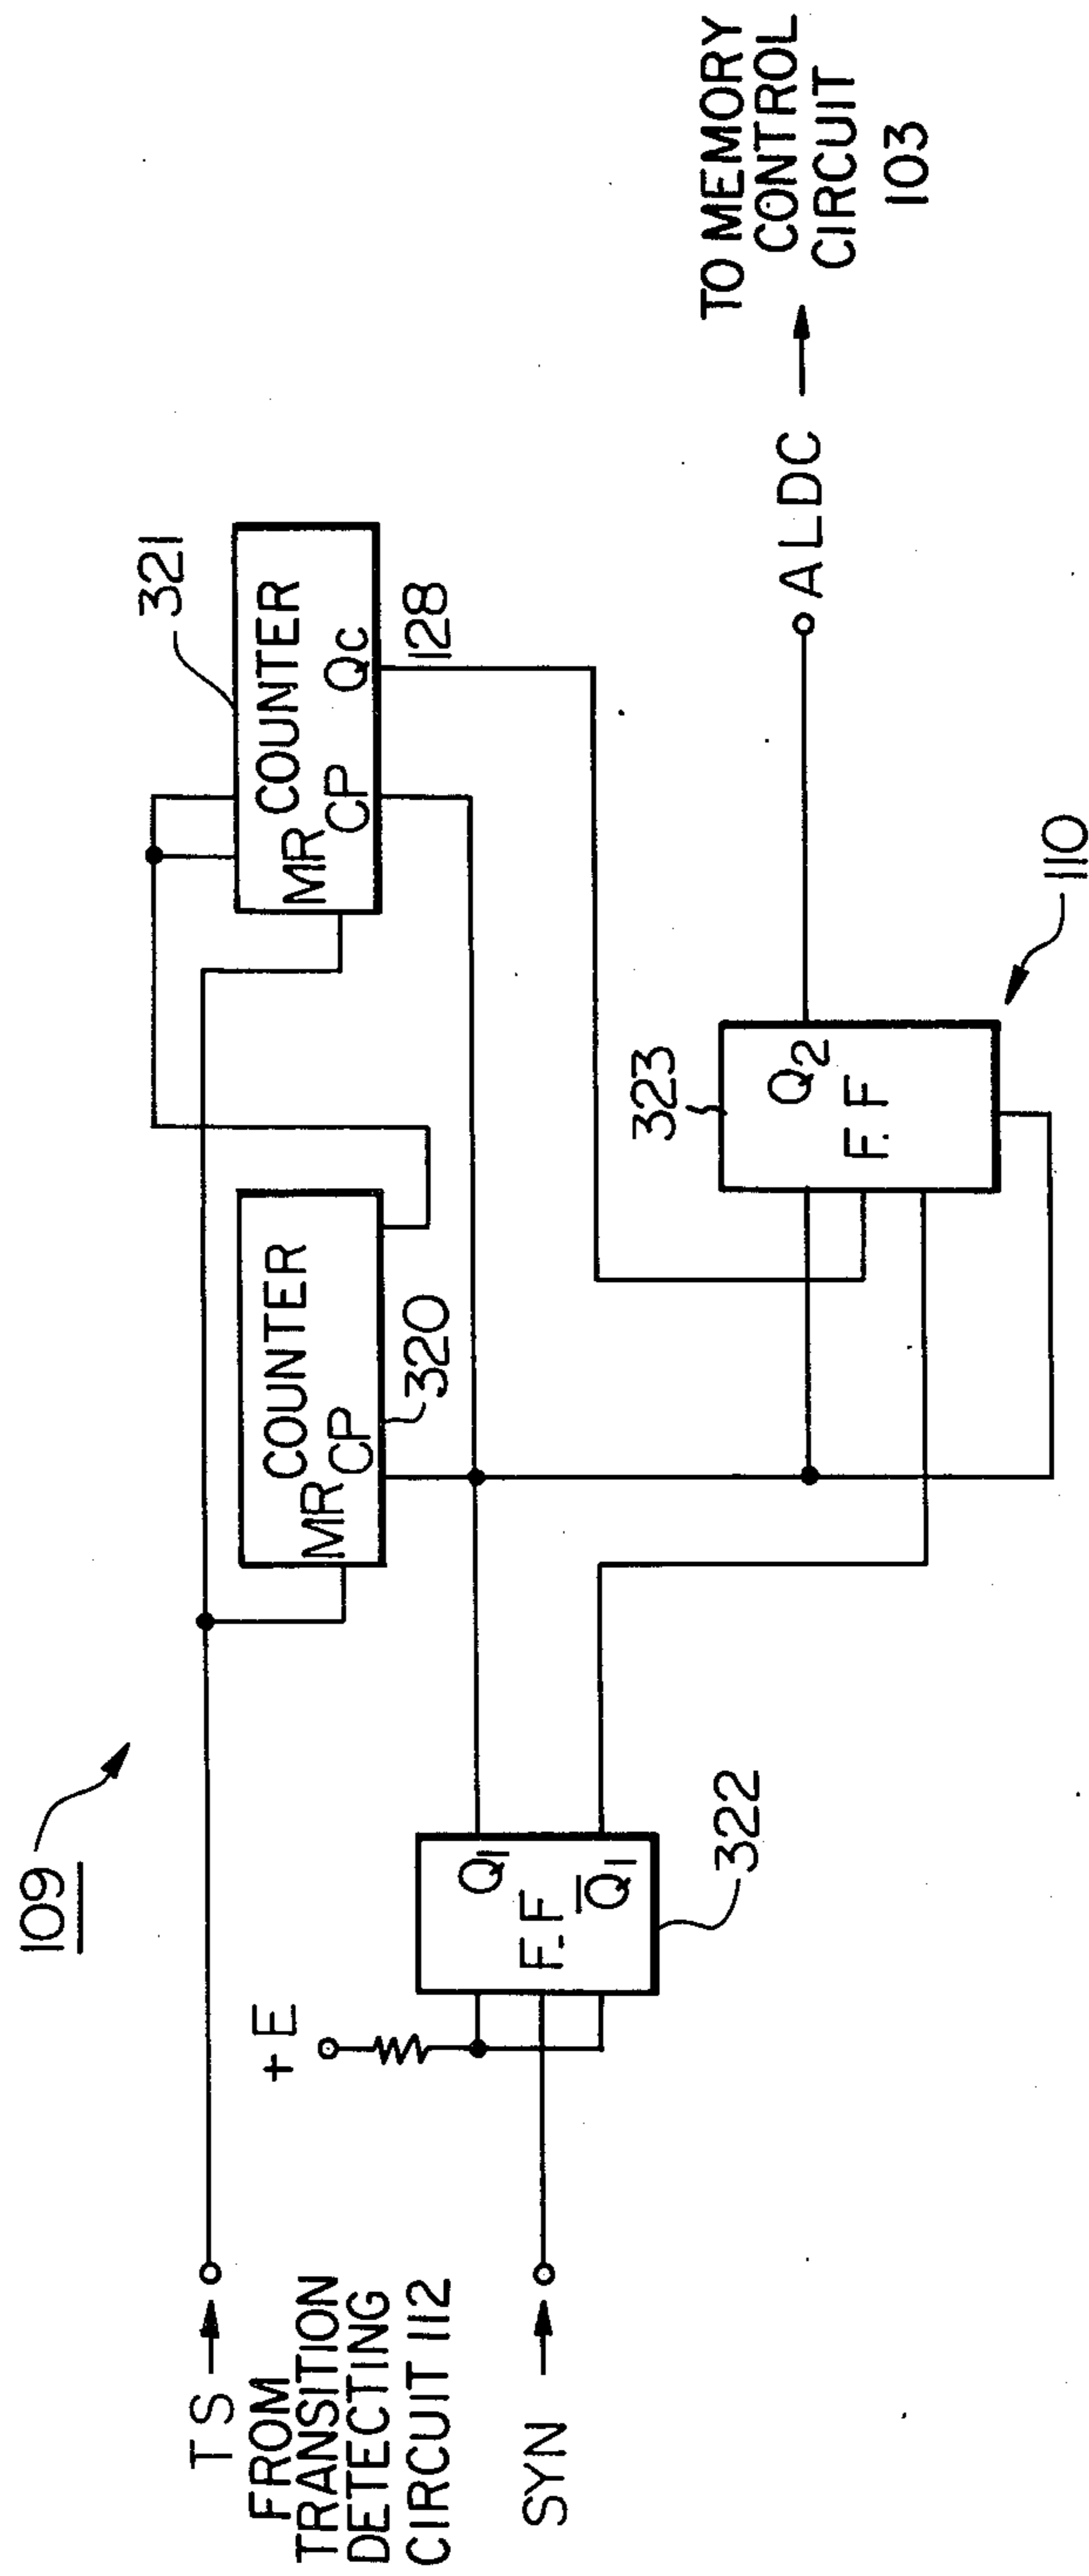 109
TS
FROM
TRANSITION
DETECTING
CIRCUIT 112
SYN
+E
Q1
F.F
Q̅1
322
COUNTER
MR
CP
320
COUNTER
MR
CP
QC
321
128
323
Q2
F.F
110
ALDC
TO MEMORY
CONTROL
CIRCUIT
103